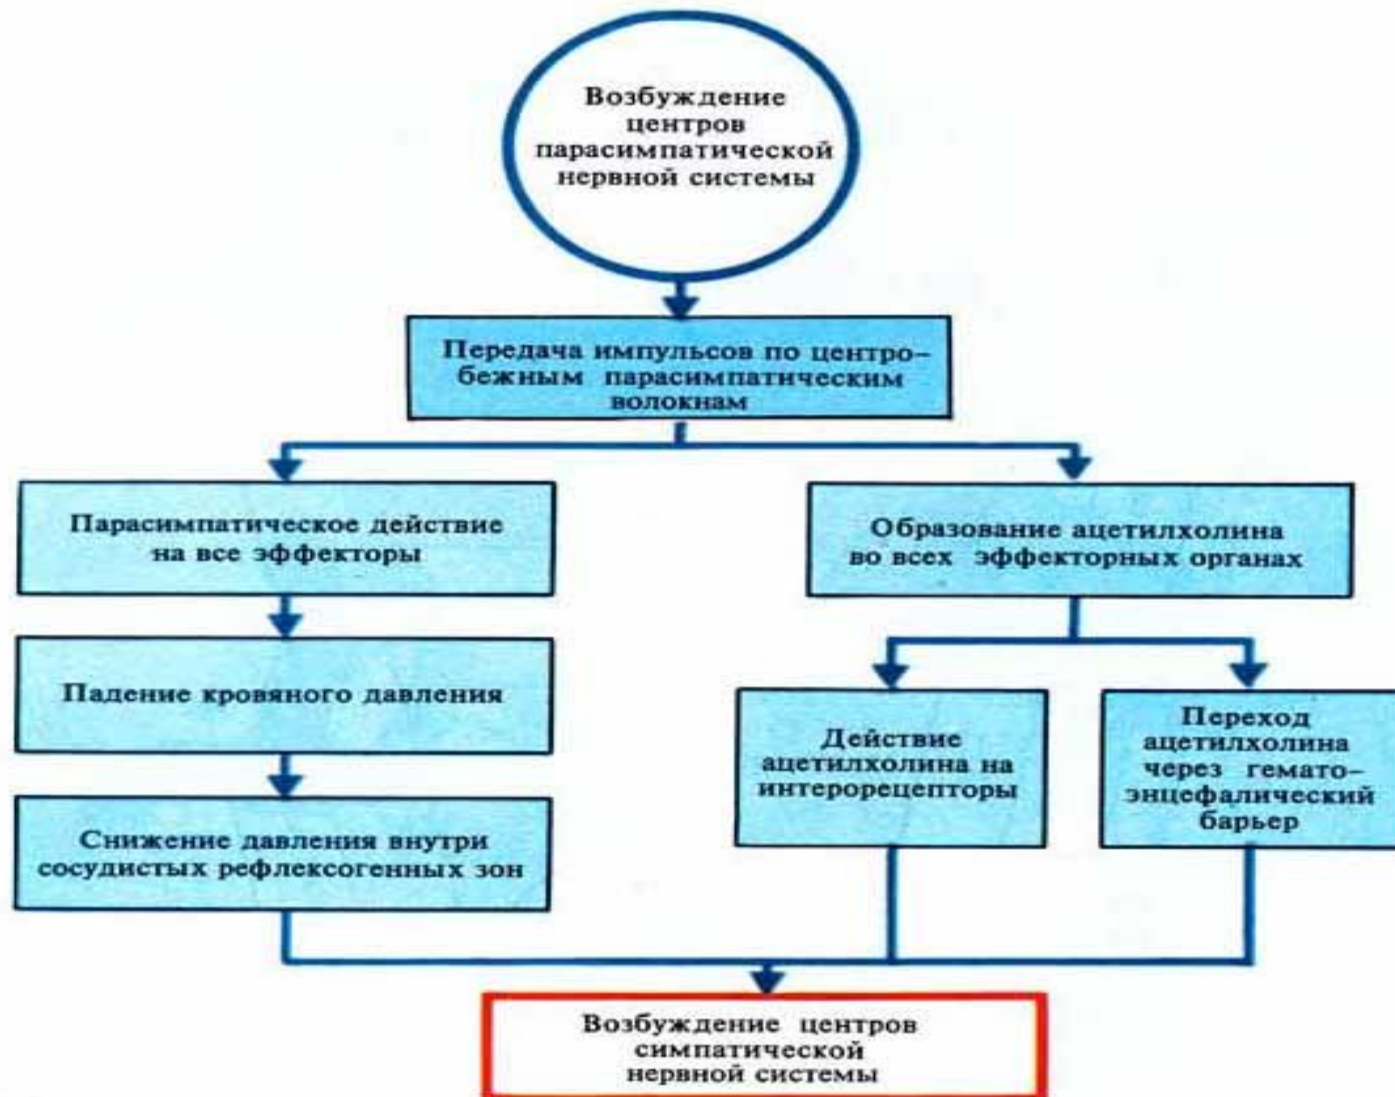 Возбуждение
центров
парасимпатической
нервной системы
Передача импульсов по центро-
бежным парасимпатическим
волокнам
Парасимпатическое действие
на все эффекторы
Образование ацетилхолина
во всех эффекторных органах
Падение кровяного давления
Действие
ацетилхолина на
интерорецепторы
Переход
ацетилхолина
через гемато-
энцефалический
барьер
Снижение давления внутри
сосудистых рефлексогенных зон
Возбуждение центров
симпатической
нервной системы